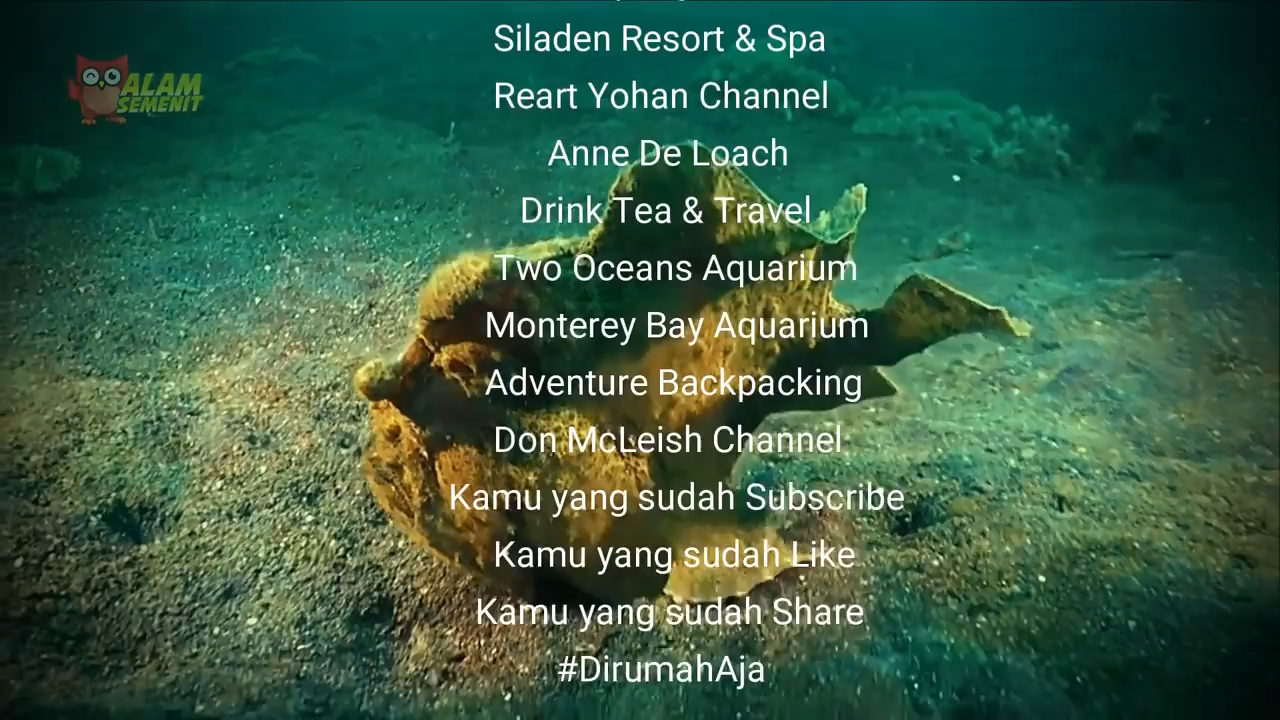 ALAM
SEMENIT
Siladen Resort & Spa
Reart Yohan Channel
Anne De Loach
Drink Tea & Travel
Two Oceans Aquarium
Monterey Bay Aquarium
Adventure Backpacking
Don McLeish Channel
Kamu yang sudah Subscribe
Kamu yang sudah Like
Kamu yang sudah Share
#DirumahAja